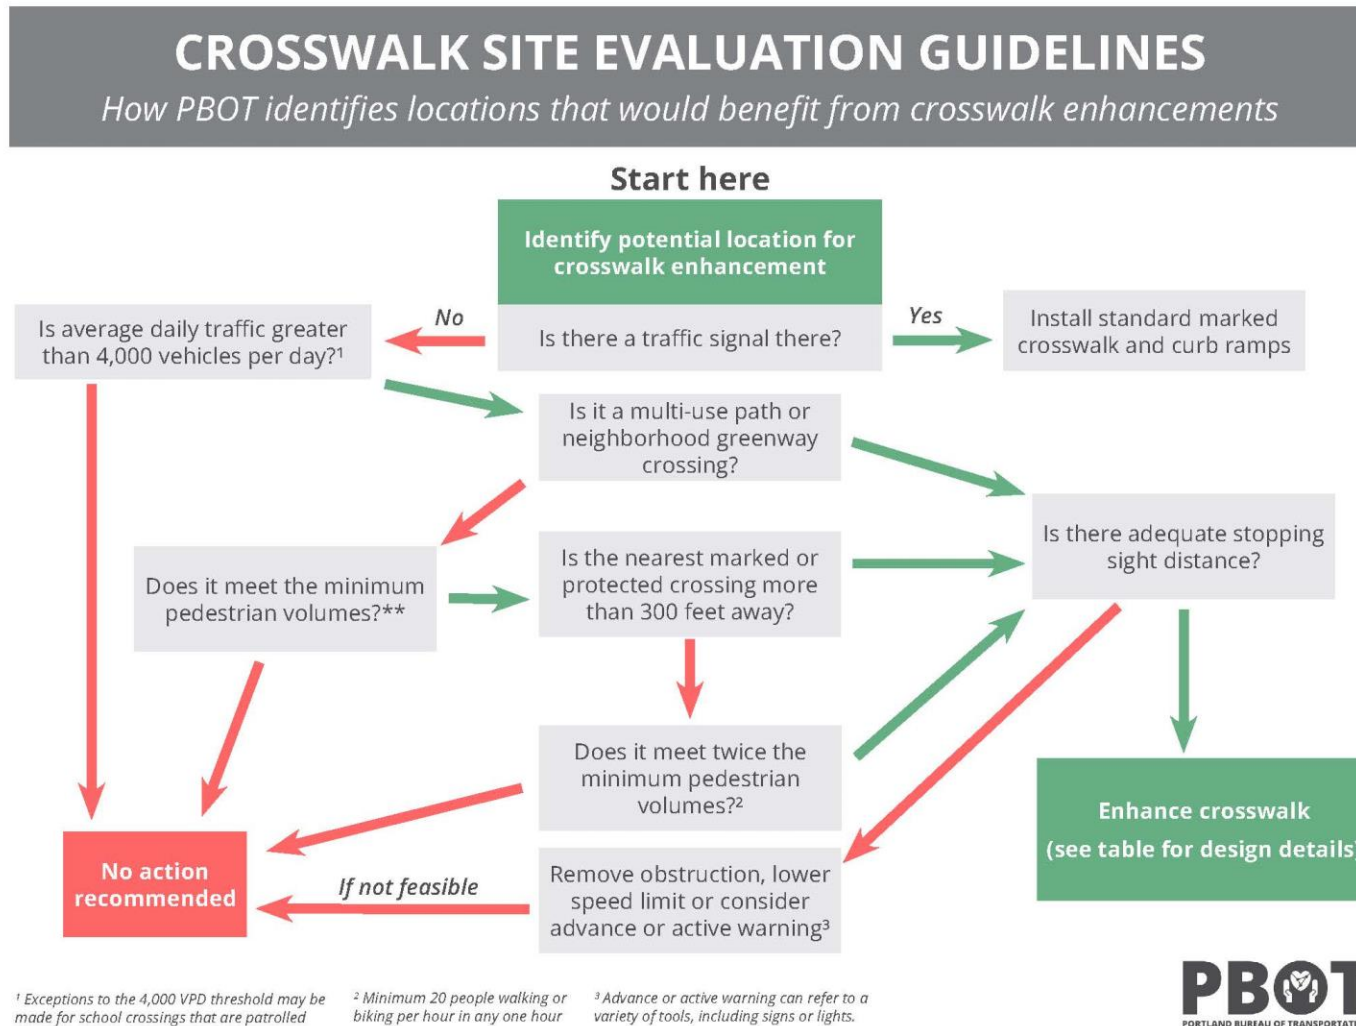 CROSSWALK SITE EVALUATION GUIDELINES
How PBOT identifies locations that would benefit from crosswalk enhancements
Start here
Identify potential location for
crosswalk enhancement
Is there a traffic signal there?
No
Yes
Is average daily traffic greater
than 4,000 vehicles per day?¹
Install standard marked
crosswalk and curb ramps
Is it a multi-use path or
neighborhood greenway
crossing?
Is there adequate stopping
sight distance?
Does it meet the minimum
pedestrian volumes?**
Is the nearest marked or
protected crossing more
than 300 feet away?
Does it meet twice the
minimum pedestrian
volumes?²
Enhance crosswalk
(see table for design details)
No action
recommended
If not feasible
Remove obstruction, lower
speed limit or consider
advance or active warning³
¹ Exceptions to the 4,000 VPD threshold may be
made for school crossings that are patrolled
² Minimum 20 people walking or
biking per hour in any one hour
³ Advance or active warning can refer to a
variety of tools, including signs or lights.
PBOT
PORTLAND BUREAU OF TRANSPORTATI